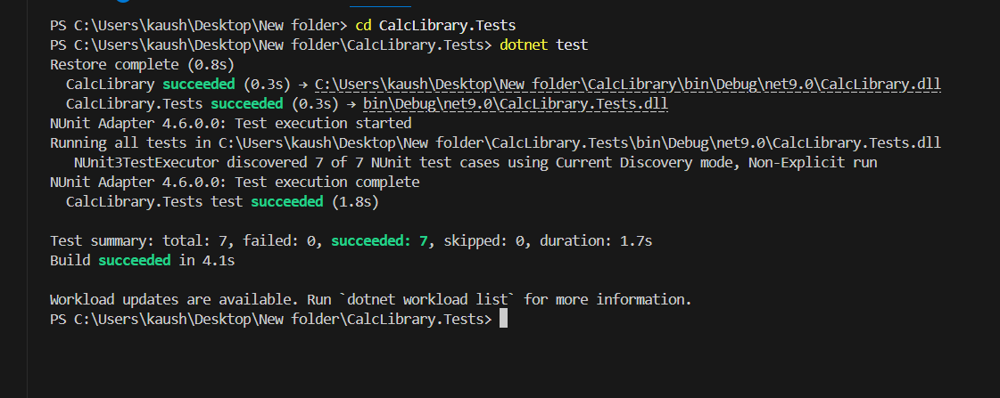 PS C:\Users\kaush\Desktop\New folder> cd CalcLibrary.Tests
PS C:\Users\kaush\Desktop\New folder\CalcLibrary.Tests> dotnet test
Restore complete (0.8s)
  CalcLibrary succeeded (0.3s) → C:\Users\kaush\Desktop\New folder\CalcLibrary\bin\Debug\net9.0\CalcLibrary.dll
  CalcLibrary.Tests succeeded (0.3s) → bin\Debug\net9.0\CalcLibrary.Tests.dll
NUnit Adapter 4.6.0.0: Test execution started
Running all tests in C:\Users\kaush\Desktop\New folder\CalcLibrary.Tests\bin\Debug\net9.0\CalcLibrary.Tests.dll
   NUnit3TestExecutor discovered 7 of 7 NUnit test cases using Current Discovery mode, Non-Explicit run
NUnit Adapter 4.6.0.0: Test execution complete
  CalcLibrary.Tests test succeeded (1.8s)

Test summary: total: 7, failed: 0, succeeded: 7, skipped: 0, duration: 1.7s
Build succeeded in 4.1s

Workload updates are available. Run `dotnet workload list` for more information.
PS C:\Users\kaush\Desktop\New folder\CalcLibrary.Tests>